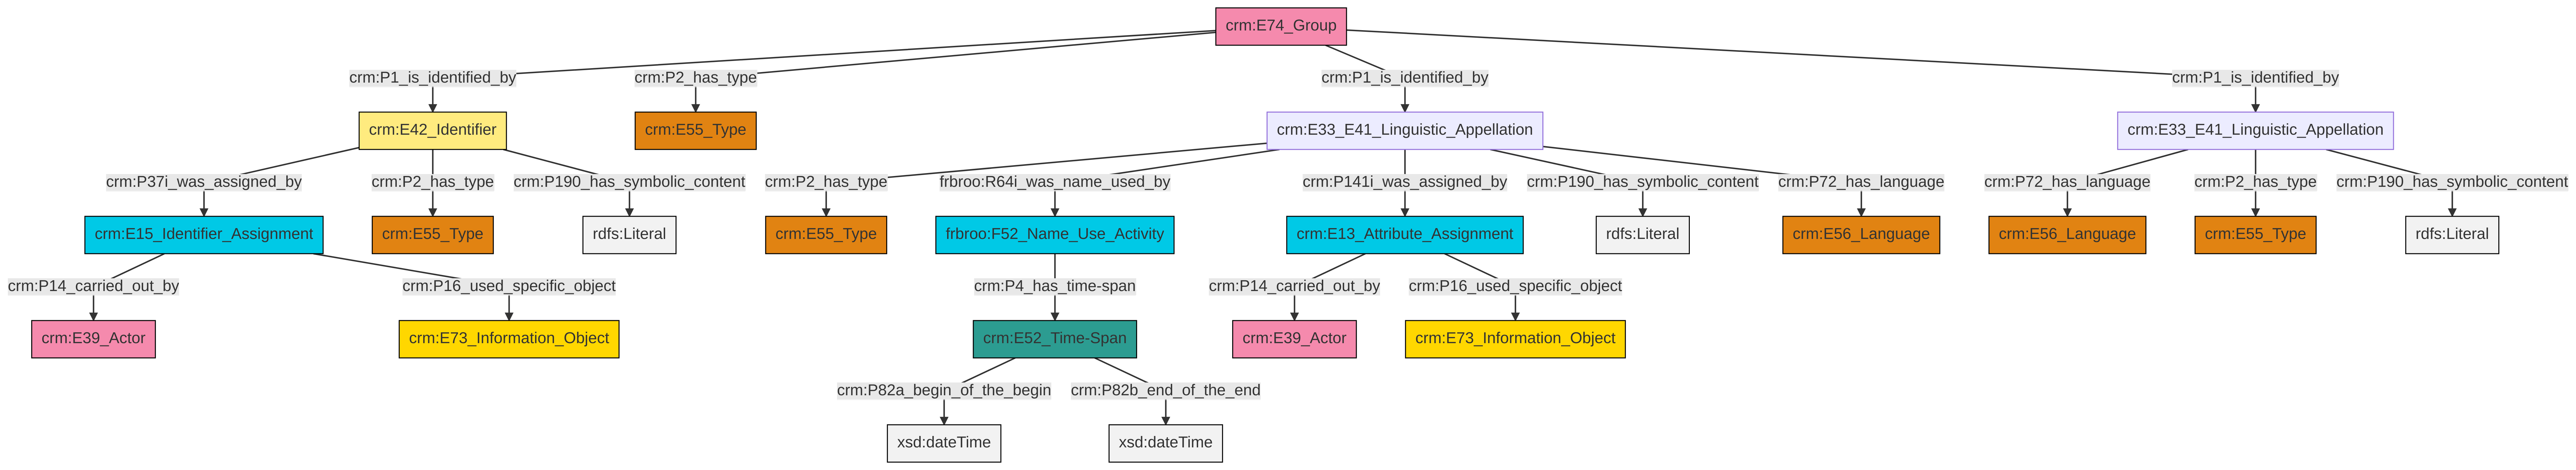 crm:E74_Group
crm:P1_is_identified_by
crm:P2_has_type
crm:P1_is_identified_by
crm:P1_is_identified_by
crm:E42_Identifier
crm:E55_Type
crm:E33_E41_Linguistic_Appellation
crm:E33_E41_Linguistic_Appellation
crm:P37i_was_assigned_by
crm:P2_has_type
crm:P190_has_symbolic_content
crm:P2_has_type
frbroo:R64i_was_name_used_by
crm:P141i_was_assigned_by
crm:P190_has_symbolic_content
crm:P72_has_language
crm:P72_has_language
crm:P2_has_type
crm:P190_has_symbolic_content
crm:E15_Identifier_Assignment
crm:E55_Type
rdfs:Literal
crm:E55_Type
frbroo:F52_Name_Use_Activity
crm:E13_Attribute_Assignment
rdfs:Literal
crm:E56_Language
crm:E56_Language
crm:E55_Type
rdfs:Literal
crm:P14_carried_out_by
crm:P16_used_specific_object
crm:P4_has_time-span
crm:P14_carried_out_by
crm:P16_used_specific_object
crm:E39_Actor
crm:E73_Information_Object
crm:E52_Time-Span
crm:E39_Actor
crm:E73_Information_Object
crm:P82a_begin_of_the_begin
crm:P82b_end_of_the_end
xsd:dateTime
xsd:dateTime